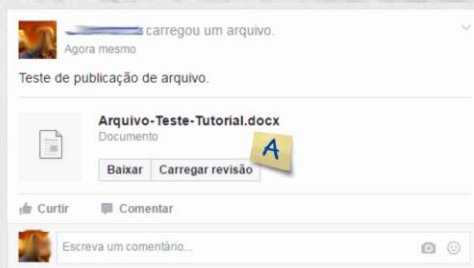 carregou um arquivo.
Agora mesmo
Teste de publicação de arquivo.
Arquivo-Teste-Tutorial.docx
Documento
A
Baixar Carregar revisão
Curtir Comentar
Escreva um comentário...